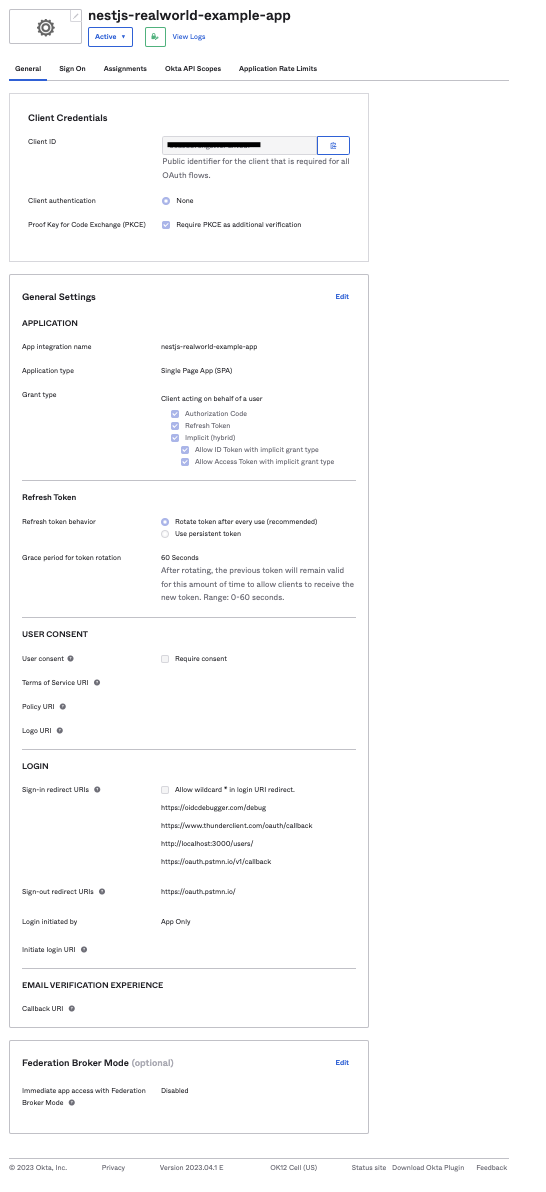 nestjs-realworld-example-app
Active
View Logs
General Sign On Assignments Okta API Scopes Application Rate Limits
Client Credentials
Client ID
Public identifier for the client that is required for all
OAuth flows.
Client authentication None
Proof Key for Code Exchange (PKCE) Require PKCE as additional verification
General Settings Edit
APPLICATION
App integration name nestjs-realworld-example-app
Application type Single Page App (SPA)
Grant type Client acting on behalf of a user
Authorization Code
Refresh Token
Implicit (hybrid)
Allow ID Token with implicit grant type
Allow Access Token with implicit grant type
Refresh Token
Refresh token behavior Rotate token after every use (recommended)
Use persistent token
Grace period for token rotation 60 Seconds
After rotating, the previous token will remain valid
for this amount of time to allow clients to receive the
new token. Range: 0-60 seconds.
USER CONSENT
User consent Require consent
Terms of Service URI
Policy URI
Logo URI
LOGIN
Sign-in redirect URIs Allow wildcard * in login URI redirect.
https://oidcdebugger.com/debug
https://www.thunderclient.com/oauth/callback
http://localhost:3000/users/
https://oauth.pstmn.io/v1/callback
Sign-out redirect URIs https://oauth.pstmn.io/
Login initiated by App Only
Initiate login URI
EMAIL VERIFICATION EXPERIENCE
Callback URI
Federation Broker Mode (optional) Edit
Immediate app access with Federation Disabled
Broker Mode
© 2023 Okta, Inc. Privacy Version 2023.04.1 E OK12 Cell (US) Status site Download Okta Plugin Feedback